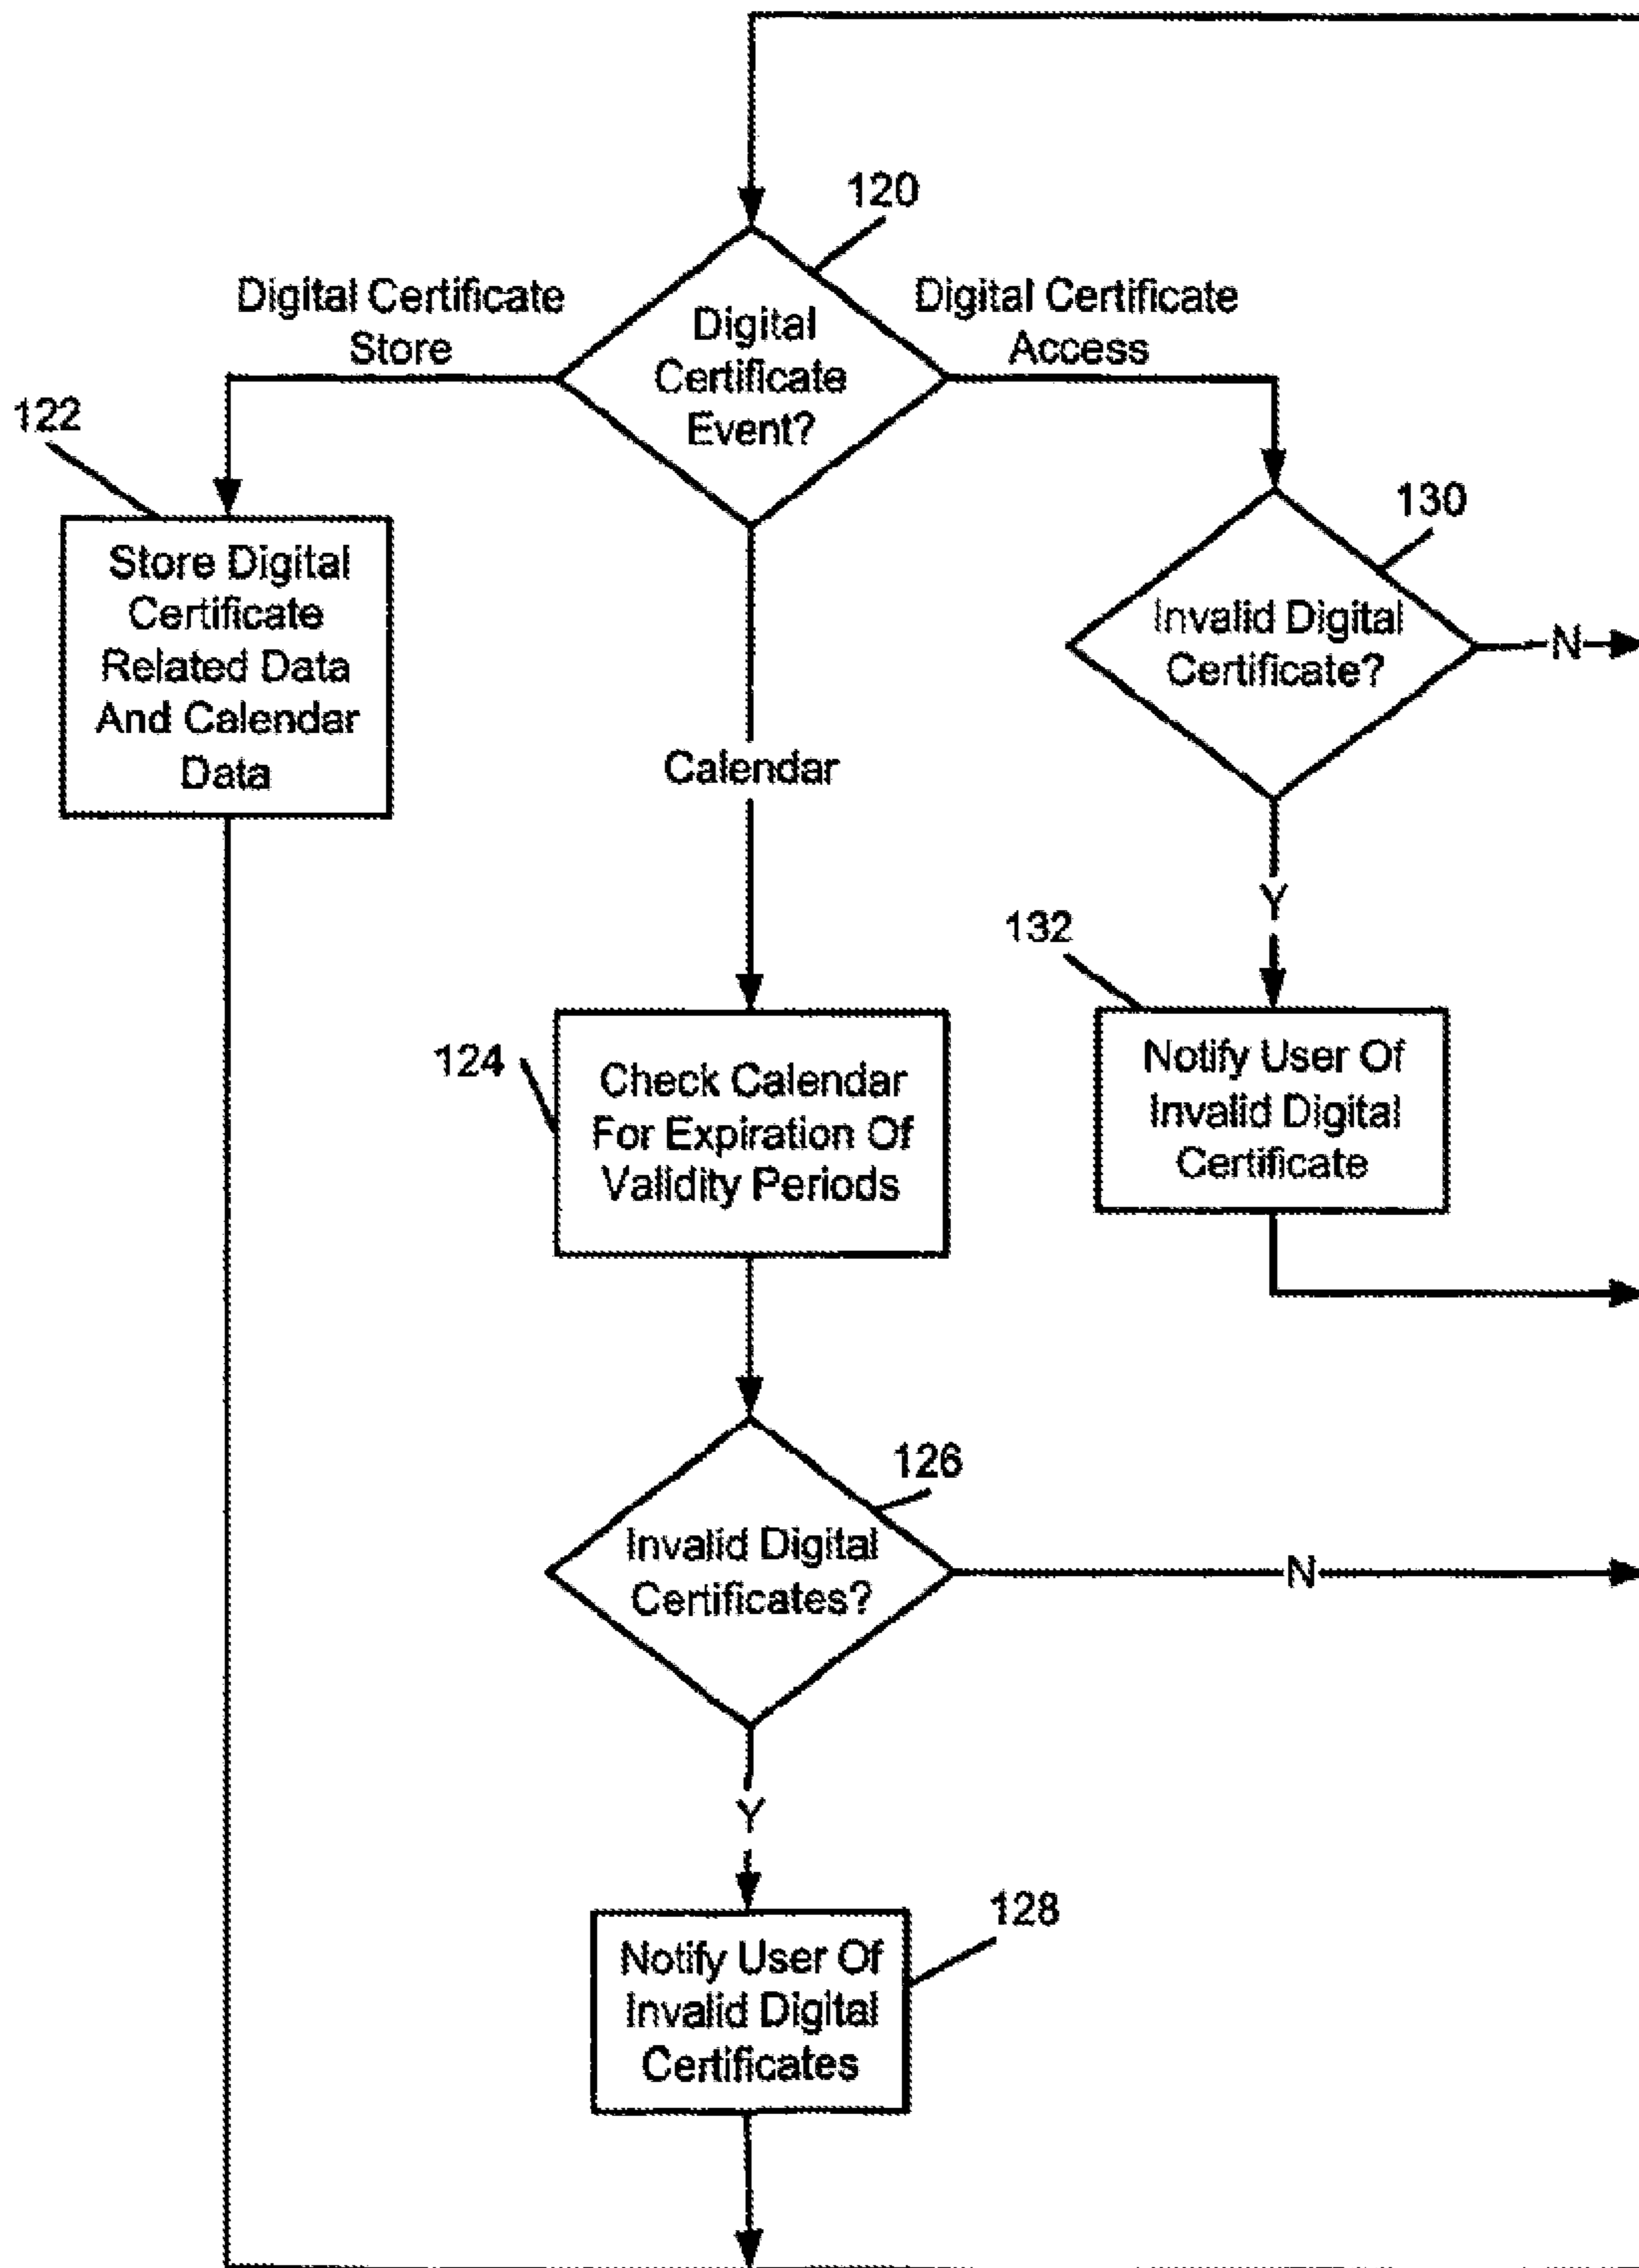 120
Digital Certificate
Store
Digital
Certificate
Event?
Digital Certificate
Access
122
Store Digital
Certificate
Related Data
And Calendar
Data
130
Invalid Digital
Certificate?
N
Calendar
Y
132
Notify User Of
Invalid Digital
Certificate
124
Check Calendar
For Expiration Of
Validity Periods
126
Invalid Digital
Certificates?
N
Y
128
Notify User Of
Invalid Digital
Certificates